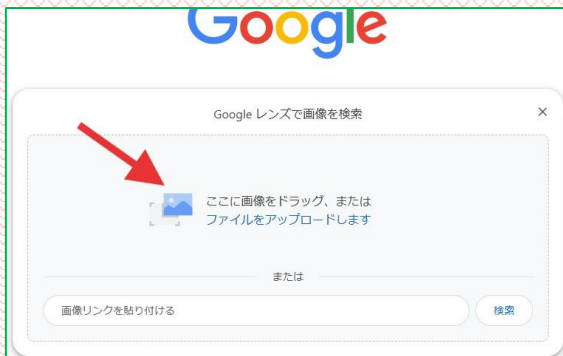 Google
Google レンズで画像を検索
ここに画像をドラッグ、または
ファイルをアップロードします
または
画像リンクを貼り付ける
検索